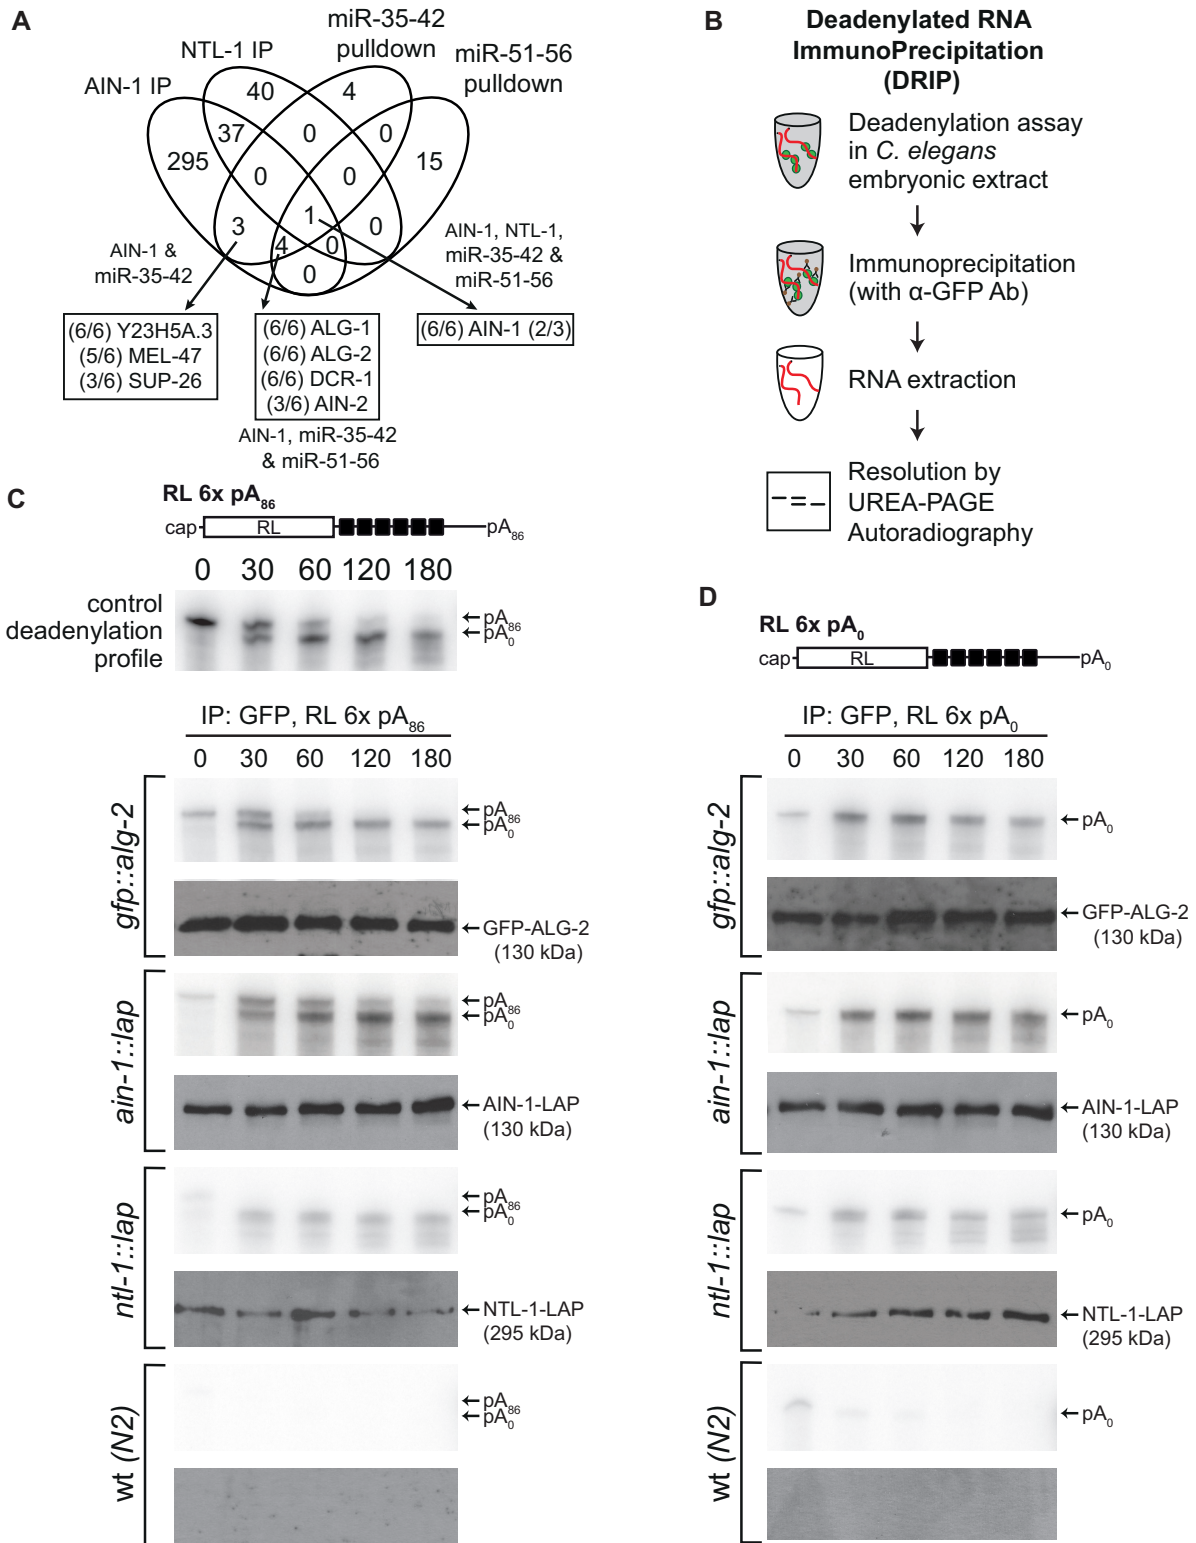 A
NTL-1 IP
miR-35-42
pulldown
miR-51-56
pulldown
AIN-1 IP
40
4
37
0
0
295
0
0
15
3
1
4
0
0
0
AIN-1 &
miR-35-42
AIN-1, NTL-1,
miR-35-42 &
miR-51-56
(6/6) Y23H5A.3
(5/6) MEL-47
(3/6) SUP-26
(6/6) ALG-1
(6/6) ALG-2
(6/6) DCR-1
(3/6) AIN-2
(6/6) AIN-1 (2/3)
AIN-1, miR-35-42
& miR-51-56
B
Deadenylated RNA
ImmunoPrecipitation
(DRIP)
Deadenylation assay
in C. elegans
embryonic extract
Immunoprecipitation
(with α-GFP Ab)
RNA extraction
Resolution by
UREA-PAGE
Autoradiography
C
RL 6x pA86
cap
RL
pA86
0 30 60 120 180
control
deadenylation
profile
pA86
pA0
IP: GFP, RL 6x pA86
0 30 60 120 180
gfp::alg-2
pA86
pA0
GFP-ALG-2
(130 kDa)
ain-1::lap
pA86
pA0
AIN-1-LAP
(130 kDa)
ntl-1::lap
pA86
pA0
NTL-1-LAP
(295 kDa)
wt (N2)
pA86
pA0
D
RL 6x pA0
cap
RL
pA0
IP: GFP, RL 6x pA0
0 30 60 120 180
gfp::alg-2
pA0
GFP-ALG-2
(130 kDa)
ain-1::lap
pA0
AIN-1-LAP
(130 kDa)
ntl-1::lap
pA0
NTL-1-LAP
(295 kDa)
wt (N2)
pA0